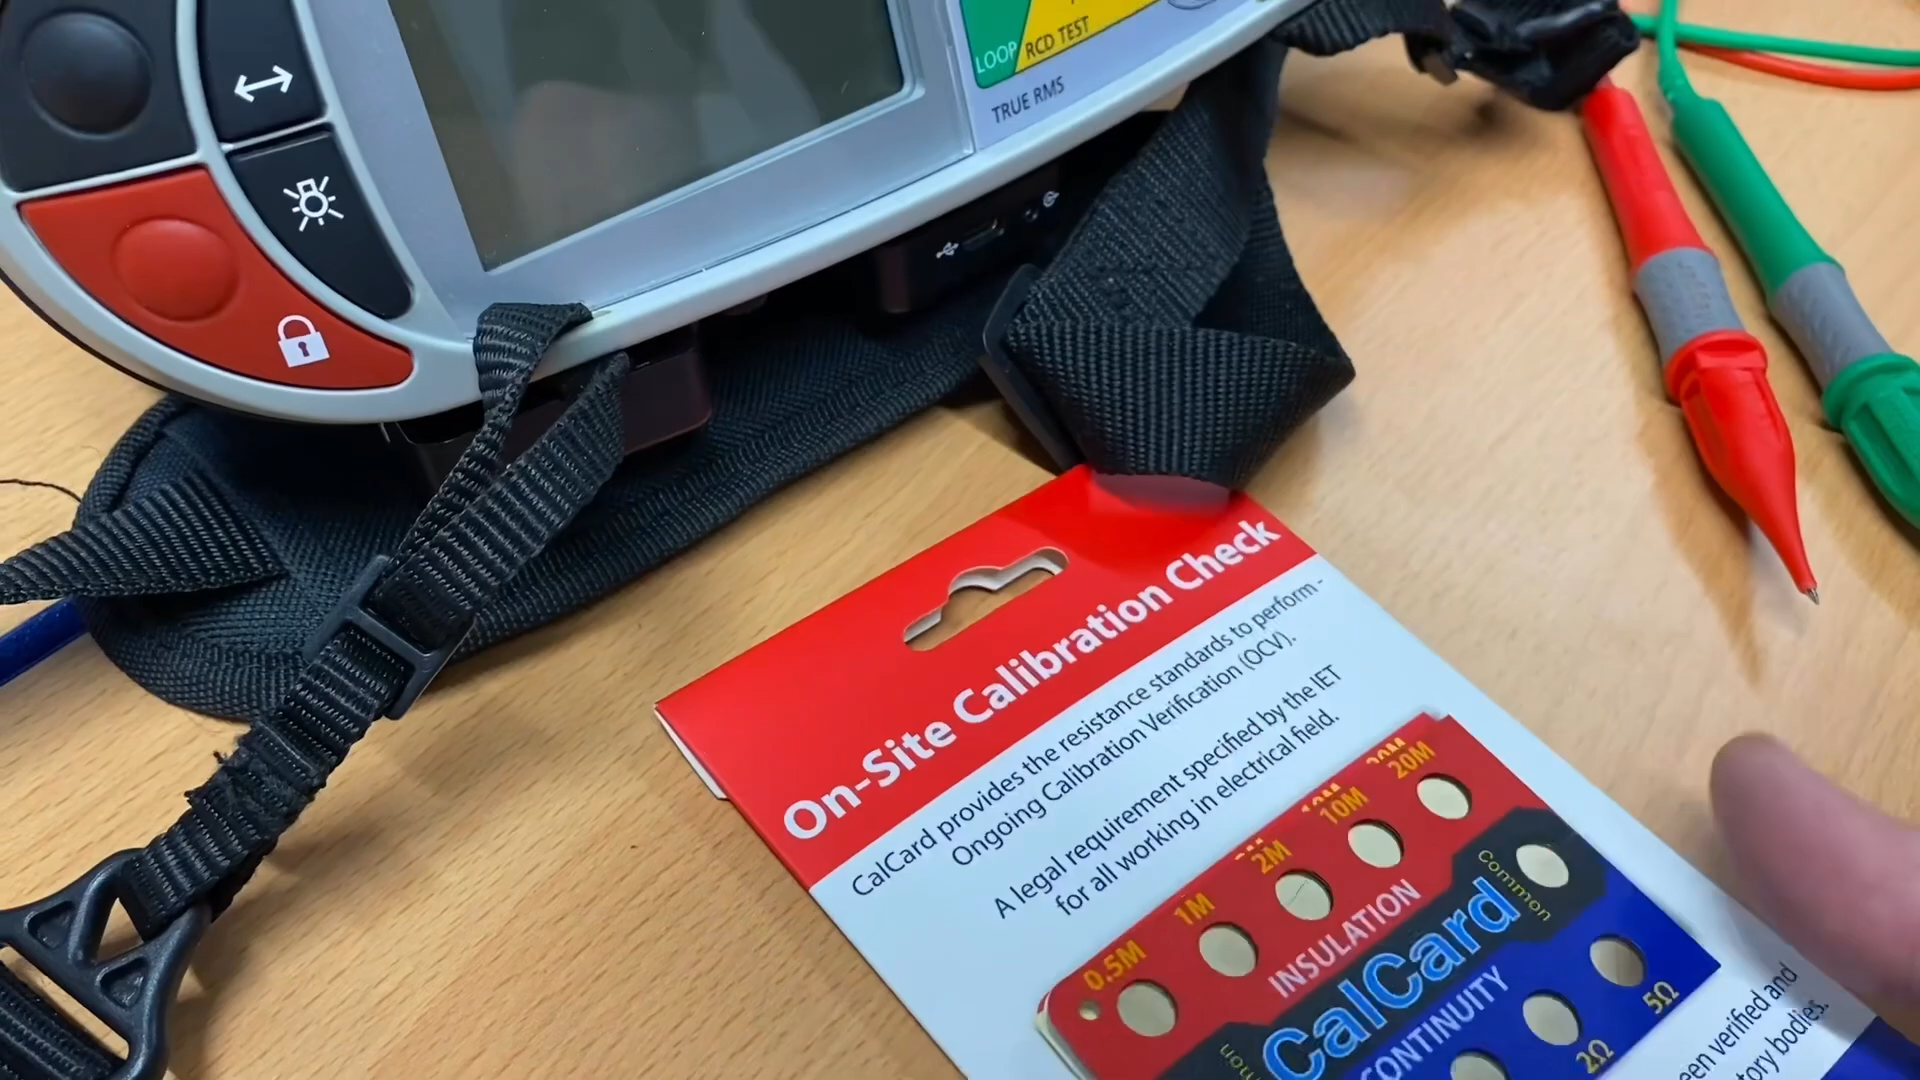 LOOP
RCD TEST
TRUE RMS
On-Site Calibration Check
CalCard provides the resistance standards to perform -
Ongoing Calibration Verification (OCV).
A legal requirement specified by the IET
for all working in electrical field.
0.5M
1M
2M
10M
20M
INSULATION
Common
CalCard
CONTINUITY
2Ω
5Ω
verified and
bodies.